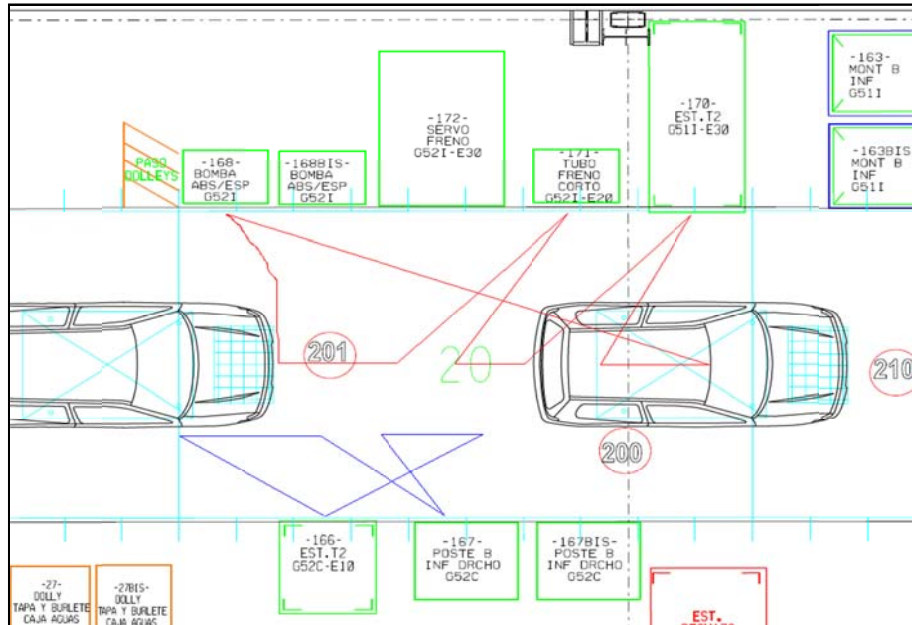 -163-
MONT B
INF
G51I
-170-
EST.T2
G51I-E30
-172-
SERVO
FRENO
G52I-E30
-163BIS-
MONT B
INF
G51I
PASO
DOLLEYS
-168-
BOMBA
ABS/ESP
G52I
-168BIS-
BOMBA
ABS/ESP
G52I
-171-
TUBO
FRENO
CORTO
G52I-E20
201
20
210
200
-166-
EST.T2
G52C-E10
-167-
POSTE B
INF DRCHO
G52C
-167BIS-
POSTE B
INF DRCHO
G52C
-27-
DOLLY
TAPA Y BURLETE
CAJA AGUAS
-27BIS-
DOLLY
TAPA Y BURLETE
CAJA AGUAS
EST.